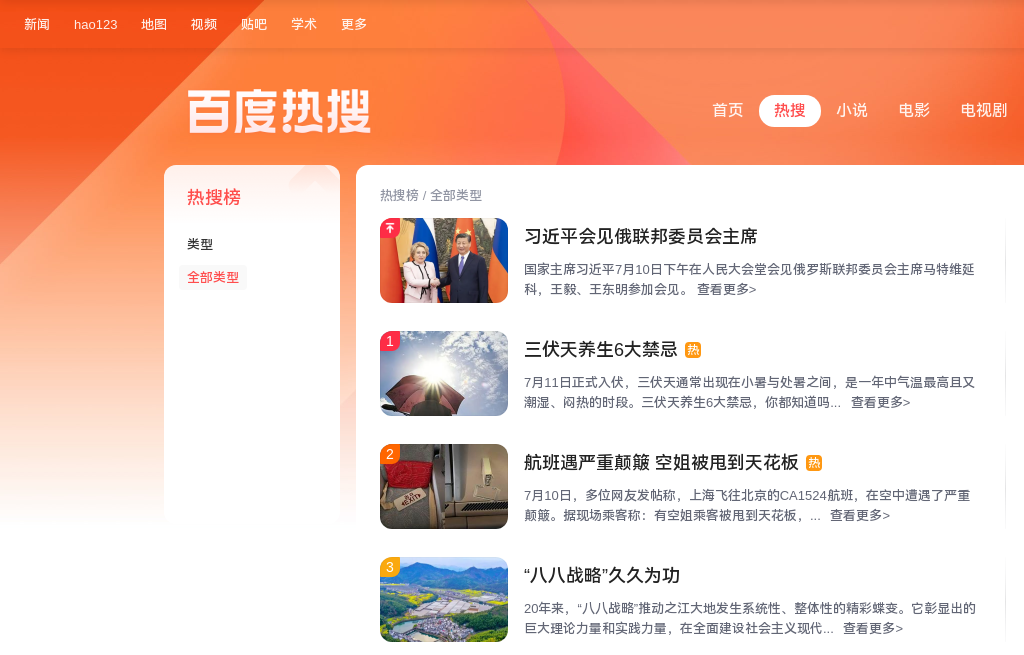 新闻 hao123 地图 视频 贴吧 学术 更多
百度热搜
首页 热搜 小说 电影 电视剧
热搜榜
类型
全部类型
热搜榜 / 全部类型
习近平会见俄联邦委员会主席
国家主席习近平7月10日下午在人民大会堂会见俄罗斯联邦委员会主席马特维延
科，王毅、王东明参加会见。 查看更多>
1
三伏天养生6大禁忌 热
7月11日正式入伏，三伏天通常出现在小暑与处暑之间，是一年中气温最高且又
潮湿、闷热的时段。三伏天养生6大禁忌，你都知道吗... 查看更多>
2
航班遇严重颠簸 空姐被甩到天花板 热
7月10日，多位网友发帖称，上海飞往北京的CA1524航班，在空中遭遇了严重
颠簸。据现场乘客称：有空姐乘客被甩到天花板，... 查看更多>
3
“八八战略”久久为功
20年来，“八八战略”推动之江大地发生系统性、整体性的精彩蝶变。它彰显出的
巨大理论力量和实践力量，在全面建设社会主义现代... 查看更多>